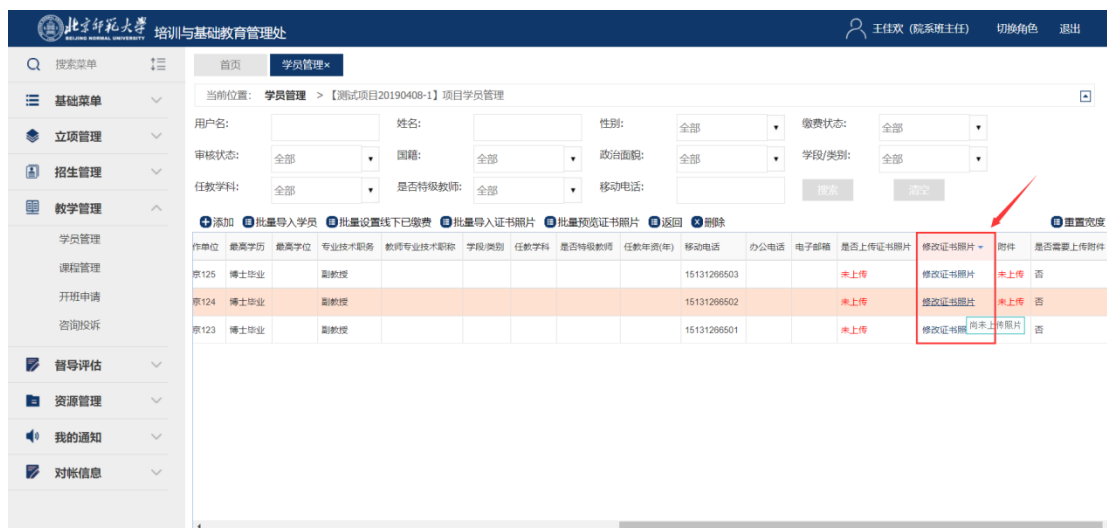 北京师范大学 培训与基础教育管理处 王佳欢 (院系班主任) 切换角色 退出
BEIJING NORMAL UNIVERSITY
搜索菜单 首页 学员管理×
基础菜单
当前位置: 学员管理 > 【测试项目20190408-1】项目学员管理
立项管理
用户名: 姓名: 性别: 全部 缴费状态: 全部
招生管理
审核状态: 全部 国籍: 全部 政治面貌: 全部 学段/类别: 全部
任教学科: 全部 是否特级教师: 全部 移动电话: 搜索 清空
教学管理
添加 批量导入学员 批量设置线下已缴费 批量导入证书照片 批量预览证书照片 返回 删除 重置宽度
学员管理
作单位 最高学历 最高学位 专业技术职务 教师专业技术职称 学段/类别 任教学科 是否特级教师 任教年资(年) 移动电话 办公电话 电子邮箱 是否上传证书照片 修改证书照片 附件 是否需要上传附件
课程管理
京125 博士毕业 副教授 15131266503 未上传 修改证书照片 未上传 否
开班申请
京124 博士毕业 副教授 15131266502 未上传 修改证书照片 未上传 否
咨询投诉
京123 博士毕业 副教授 15131266501 未上传 修改证书照 尚未上传照片 否
督导评估
资源管理
我的通知
对帐信息